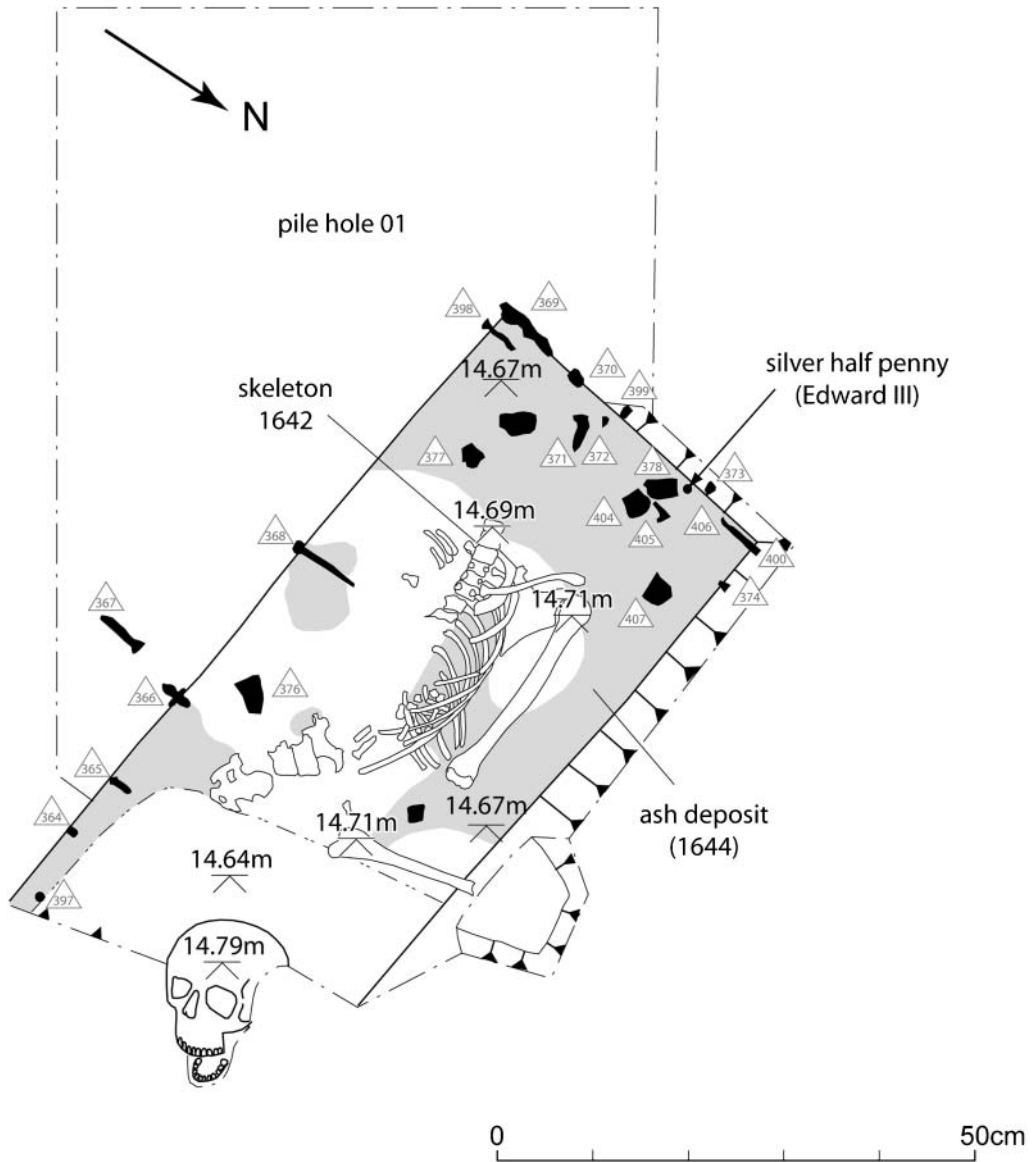 N
pile hole 01
398
369
14.67m
370
399
silver half penny
(Edward III)
skeleton
1642
377
371
372
378
373
404
405
406
400
14.69m
368
14.71m
407
374
367
366
376
365
364
14.71m
14.67m
ash deposit
(1644)
14.64m
397
14.79m
0
50cm